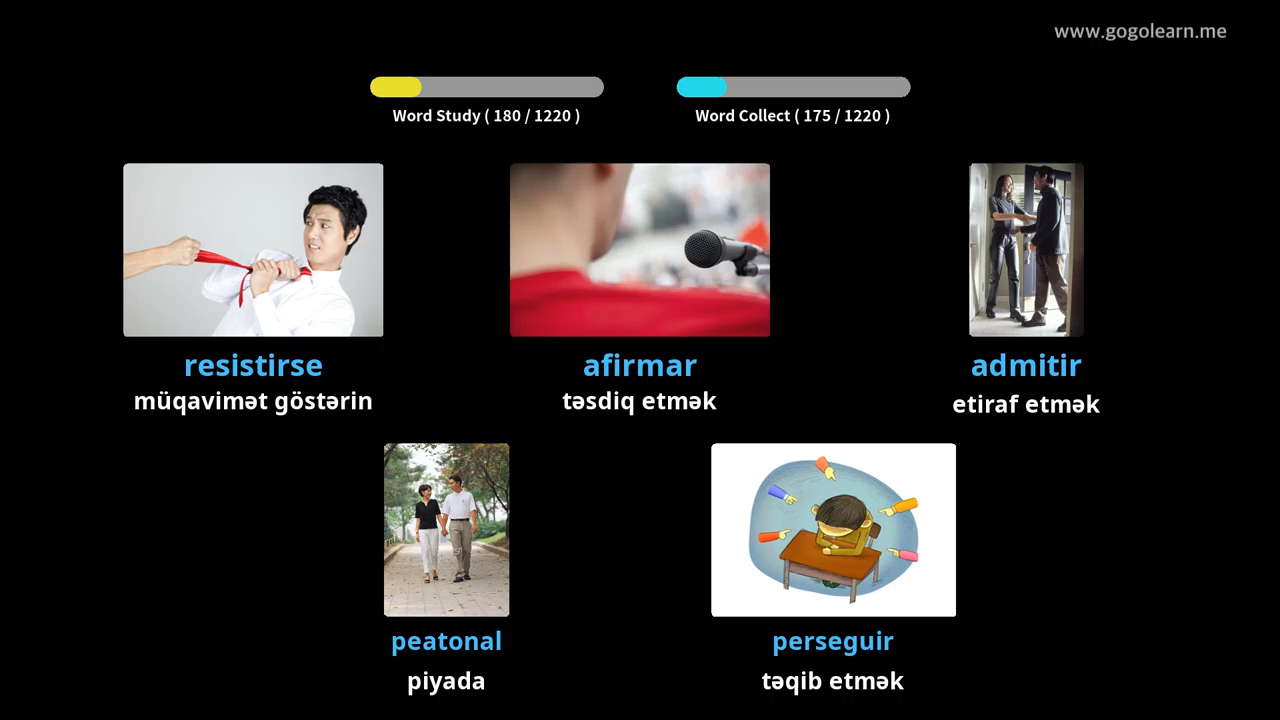 www.gogolearn.me
Word Study ( 180 / 1220 )
Word Collect ( 175 / 1220 )
resistirse
müqavimət göstərin
afirmar
təsdiq etmək
admitir
etiraf etmək
peatonal
piyada
perseguir
təqib etmək